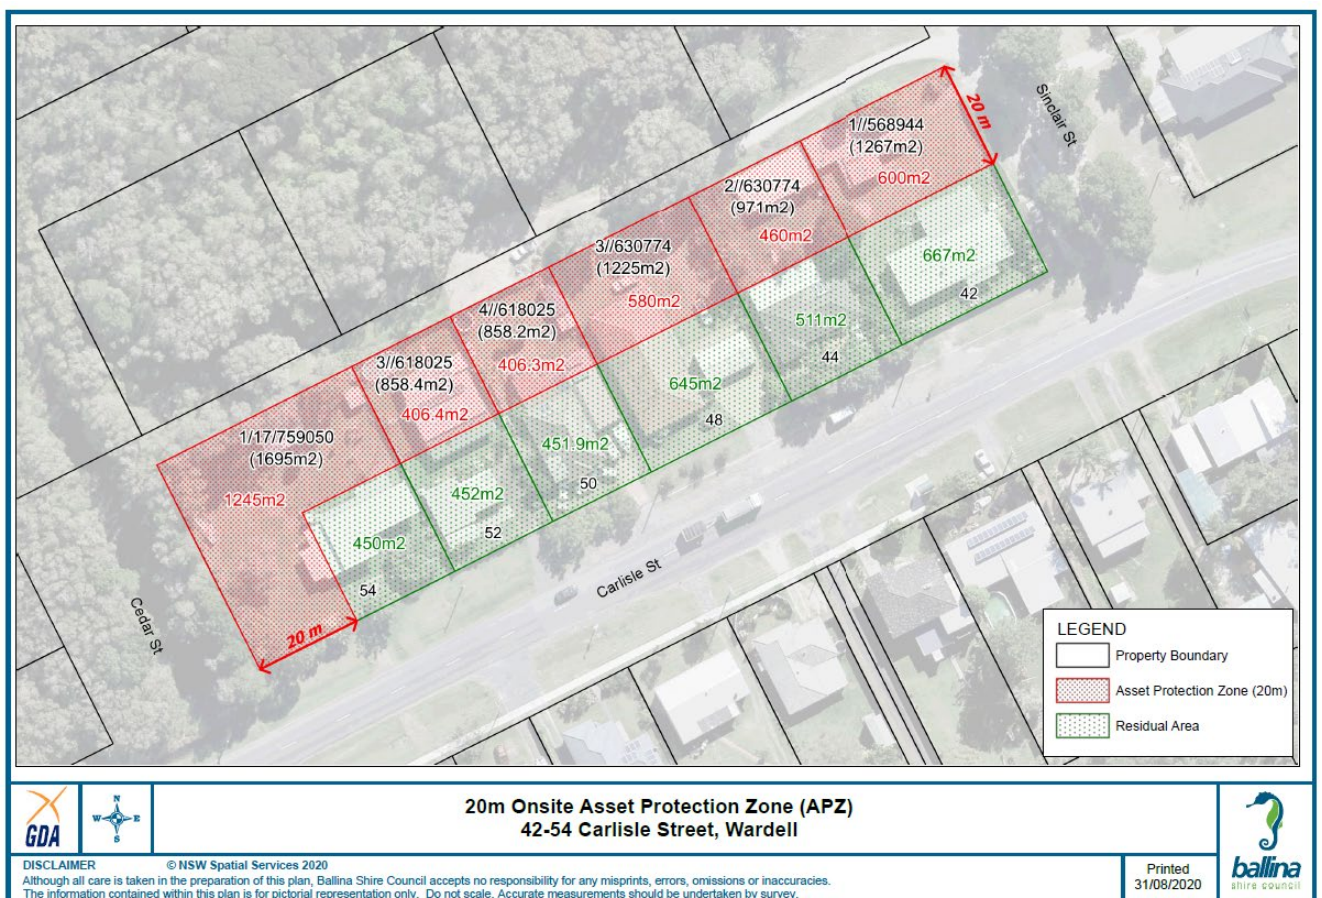 20 m
Sinclair St
1//568944
(1267m2)
600m2
2//630774
(971m2)
460m2
667m2
42
3//630774
(1225m2)
580m2
511m2
44
4//618025
(858.2m2)
406.3m2
645m2
48
3//618025
(858.4m2)
406.4m2
451.9m2
50
1/17/759050
(1695m2)
1245m2
452m2
52
450m2
54
Carlisle St
Cedar St
20 m
LEGEND
Property Boundary
Asset Protection Zone (20m)
Residual Area
GDA
N
W E
S
20m Onsite Asset Protection Zone (APZ)
42-54 Carlisle Street, Wardell
ballina
shire council
DISCLAIMER © NSW Spatial Services 2020
Although all care is taken in the preparation of this plan, Ballina Shire Council accepts no responsibility for any misprints, errors, omissions or inaccuracies.
The information contained within this plan is for pictorial representation only. Do not scale. Accurate measurements should be undertaken by survey.
Printed
31/08/2020